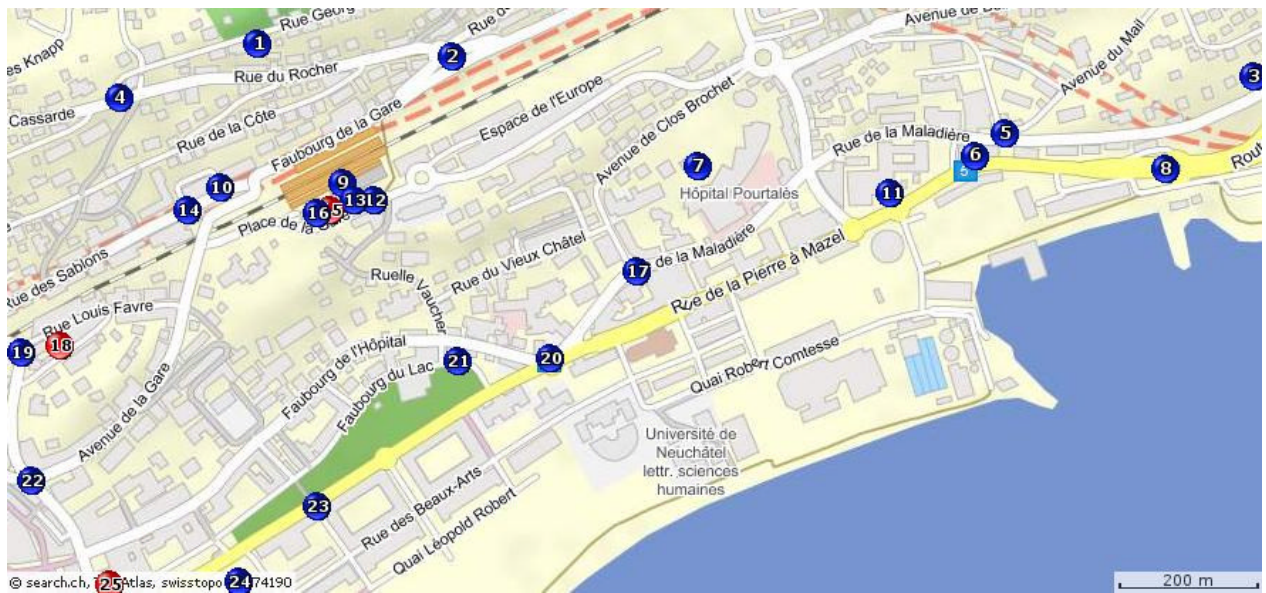 1
Rue Georg
2
Rue d
Avenue de
Avenue du Mail
3
es Knapp
Rue du Rocher
4
Cassarde
Rue de la Côte
Faubourg de la Gare
Espace de l'Europe
Avenue de Clos Brochet
Rue de la Maladière
5
6
5
7
8
Route
Hôpital Pourtalès
11
10
9
14
13
12
16
5
Place de la
Rue des Sablons
Ruelle Vaucher
Rue du Vieux Châtel
17
de la Maladière
Rue de la Pierre à Mazel
Rue Louis Favre
18
19
Faubourg de l'Hôpital
Faubourg du Lac
21
20
Quai Robert Comtesse
Avenue de la Gare
Université de
Neuchâtel
lettr. sciences
humaines
22
23
Rue des Beaux-Arts
Quai Léopold Robert
© search.ch,
25
Atlas, swisstopo
24
74190
200 m